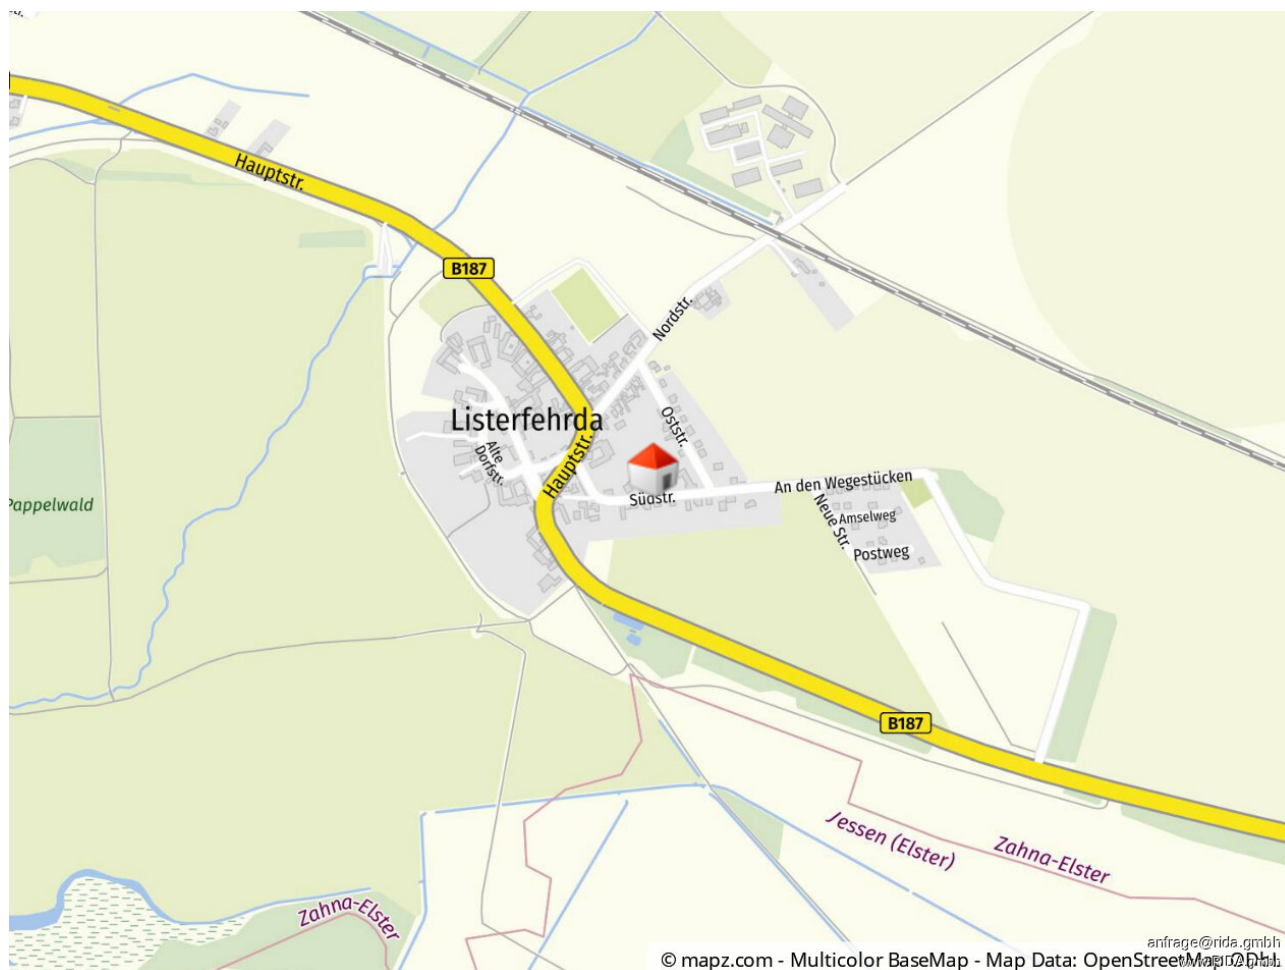 Hauptstr.
B187
Nordstr.
Listerfehrda
Oststr.
Alte
Dorfstr.
Hauptstr.
Südstr.
An den Wegestücken
Neue Str.
Amselweg
Postweg
Pappelwald
B187
Jessen (Elster)
Zahna-Elster
Zahna-Elster
anfrage@rida.gmbh
© mapz.com - Multicolor BaseMap - Map Data: OpenStreetMap ODbL